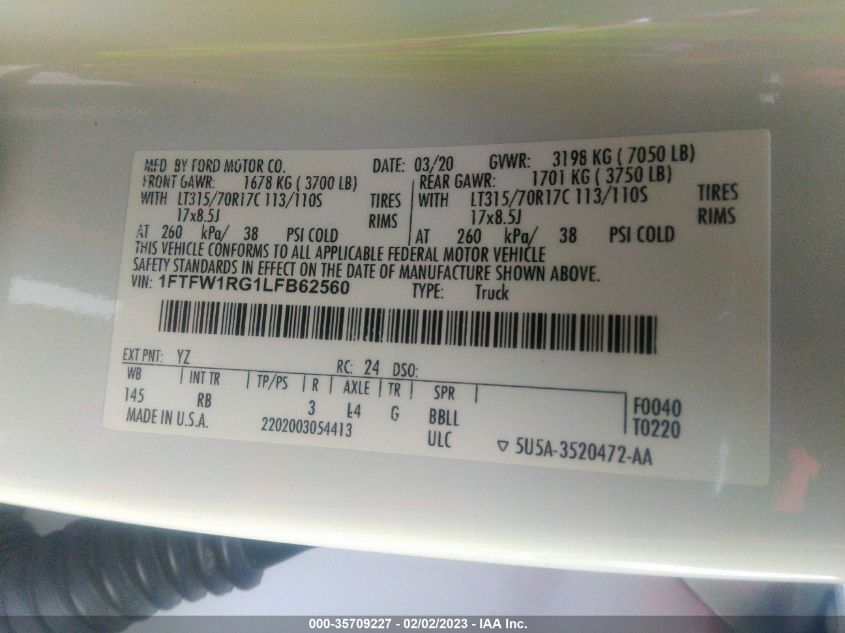 MFD BY FORD MOTOR CO. DATE: 03/20 GVWR: 3198 KG ( 7050 LB)
FRONT GAWR: 1678 KG ( 3700 LB) REAR GAWR: 1701 KG ( 3750 LB)
WITH LT315/70R17C 113/110S TIRES WITH LT315/70R17C 113/110S TIRES
17x8.5J RIMS 17x8.5J RIMS
AT 260 kPa/ 38 PSI COLD AT 260 kPa/ 38 PSI COLD
THIS VEHICLE CONFORMS TO ALL APPLICABLE FEDERAL MOTOR VEHICLE
SAFETY STANDARDS IN EFFECT ON THE DATE OF MANUFACTURE SHOWN ABOVE.
VIN: 1FTFW1RG1LFB62560 TYPE: Truck
EXT PNT: YZ RC: 24 DSO:
WB INT TR TP/PS R AXLE TR SPR
145 RB 3 L4 G BBLL F0040
MADE IN U.S.A. 2202003054413 ULC T0220
5U5A-3520472-AA
000-35709227 - 02/02/2023 - IAA Inc.